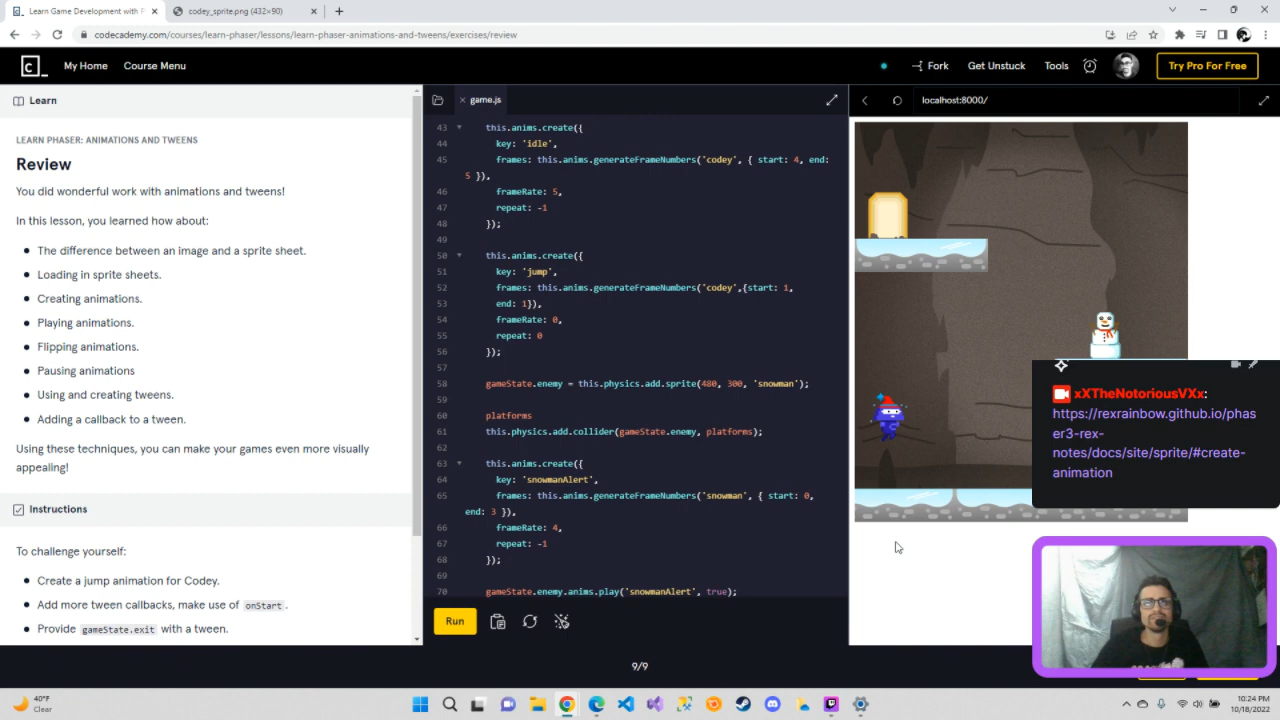 Learn Game Development with P
codey_sprite.png (432×90)
codecademy.com/courses/learn-phaser/lessons/learn-phaser-animations-and-tweens/exercises/review
My Home
Course Menu
Fork
Get Unstuck
Tools
Try Pro For Free
Learn
LEARN PHASER: ANIMATIONS AND TWEENS
Review
You did wonderful work with animations and tweens!
In this lesson, you learned how about:
The difference between an image and a sprite sheet.
Loading in sprite sheets.
Creating animations.
Playing animations.
Flipping animations.
Pausing animations
Using and creating tweens.
Adding a callback to a tween.
Using these techniques, you can make your games even more visually
appealing!
Instructions
To challenge yourself:
Create a jump animation for Codey.
Add more tween callbacks, make use of onStart.
Provide gameState.exit with a tween.
game.js
43 this.anims.create({
44 key: 'idle',
45 frames: this.anims.generateFrameNumbers('codey', { start: 4, end:
5 }),
46 frameRate: 5,
47 repeat: -1
48 });
49
50 this.anims.create({
51 key: 'jump',
52 frames: this.anims.generateFrameNumbers('codey',{start: 1,
53 end: 1}),
54 frameRate: 0,
55 repeat: 0
56 });
57
58 gameState.enemy = this.physics.add.sprite(480, 300, 'snowman');
59
60 platforms
61 this.physics.add.collider(gameState.enemy, platforms);
62
63 this.anims.create({
64 key: 'snowmanAlert',
65 frames: this.anims.generateFrameNumbers('snowman', { start: 0,
end: 3 }),
66 frameRate: 4,
67 repeat: -1
68 });
69
70 gameState.enemy.anims.play('snowmanAlert', true);
Run
localhost:8000/
xXTheNotoriousVXx:
https://rexrainbow.github.io/phas
er3-rex-
notes/docs/site/sprite/#create-
animation
9/9
40°F
Clear
10:24 PM
10/18/2022